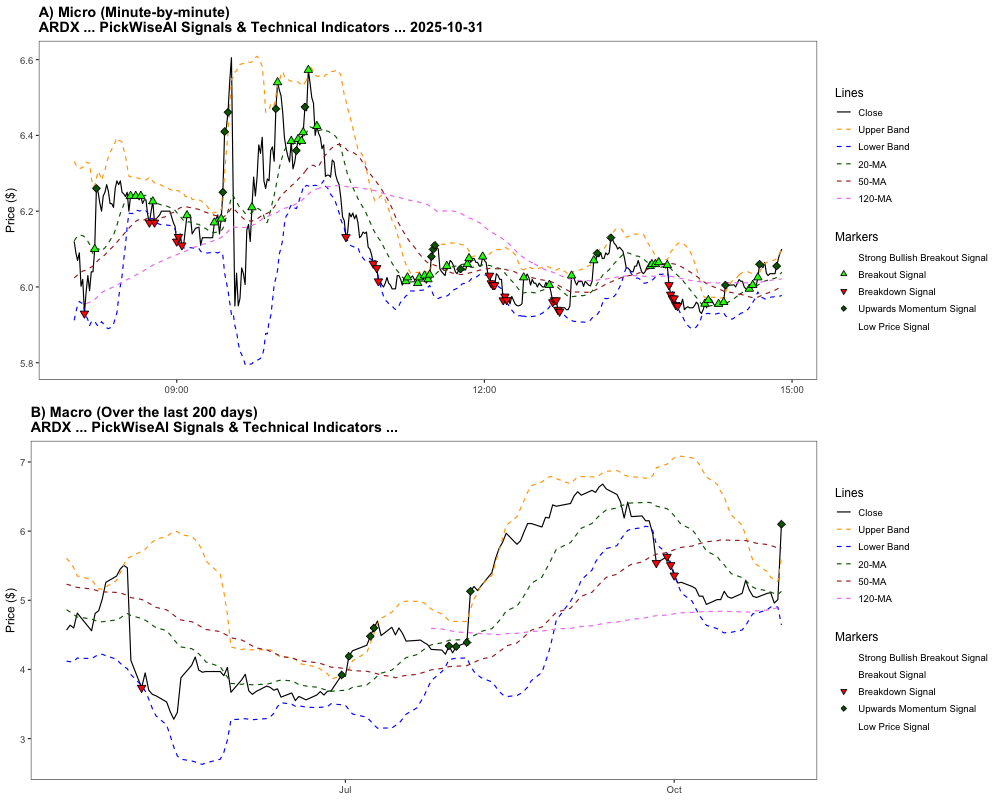 A) Micro (Minute-by-minute)
ARDX ... PickWiseAI Signals & Technical Indicators ... 2025-10-31
Price ($)
6.6
6.4
6.2
6.0
5.8
09:00
12:00
15:00
Lines
Close
Upper Band
Lower Band
20-MA
50-MA
120-MA
Markers
Strong Bullish Breakout Signal
Breakout Signal
Breakdown Signal
Upwards Momentum Signal
Low Price Signal
B) Macro (Over the last 200 days)
ARDX ... PickWiseAI Signals & Technical Indicators ...
Price ($)
7
6
5
4
3
Jul
Oct
Lines
Close
Upper Band
Lower Band
20-MA
50-MA
120-MA
Markers
Strong Bullish Breakout Signal
Breakout Signal
Breakdown Signal
Upwards Momentum Signal
Low Price Signal